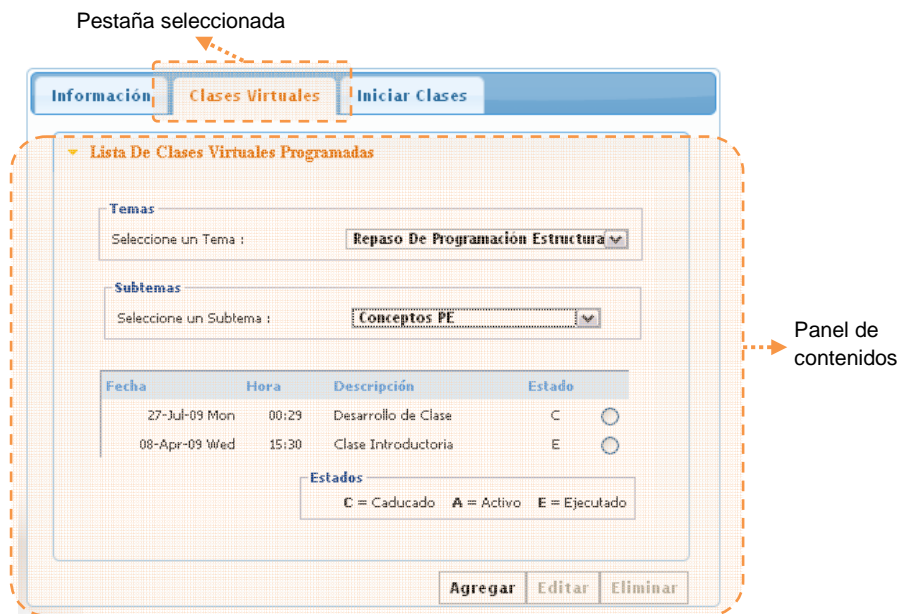 Pestaña seleccionada
Información Clases Virtuales Iniciar Clases
Lista De Clases Virtuales Programadas
Temas
Seleccione un Tema : Repaso De Programación Estructura
Subtemas
Seleccione un Subtema : Conceptos PE
Panel de
contenidos
Fecha Hora Descripción Estado
27-Jul-09 Mon 00:29 Desarrollo de Clase C
08-Apr-09 Wed 15:30 Clase Introductoria E
Estados
C = Caducado A = Activo E = Ejecutado
Agregar Editar Eliminar